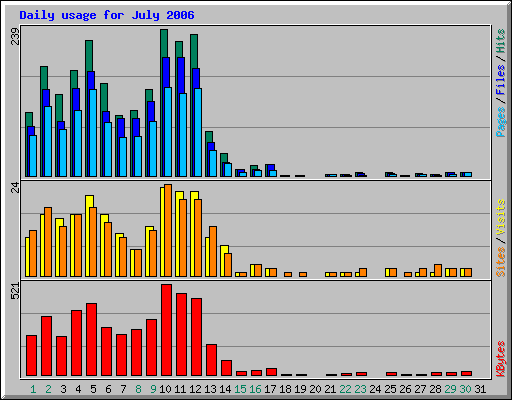 Daily usage for July 2006
239
Pages / Files / Hits
24
Sites / Visits
521
KBytes
1 2 3 4 5 6 7 8 9 10 11 12 13 14 15 16 17 18 19 20 21 22 23 24 25 26 27 28 29 30 31